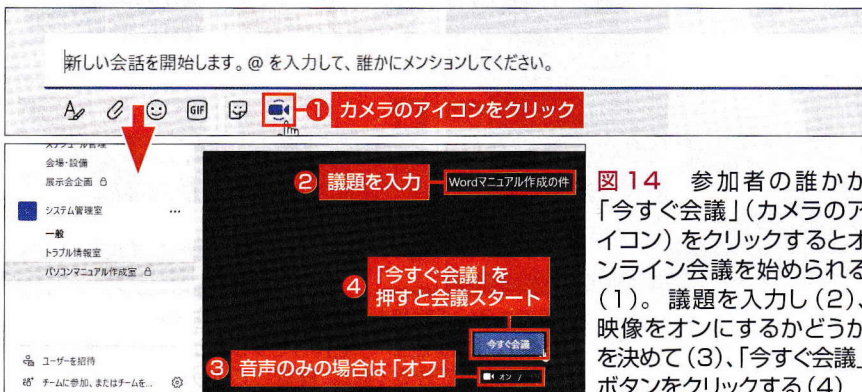 新しい会話を開始します。@ を入力して、誰かにメンションしてください。
GIF
❶ カメラのアイコンをクリック
会場・設備
展示会企画
システム管理室 …
一般
トラブル情報室
パソコンマニュアル作成室
ユーザーを招待
チームに参加、またはチームを...
❷ 議題を入力
Wordマニュアル作成の件
❹ 「今すぐ会議」を
押すと会議スタート
今すぐ会議
❸ 音声のみの場合は「オフ」
オン /
図14 参加者の誰かが
「今すぐ会議」(カメラのア
イコン)をクリックするとオ
ンライン会議を始められる
(1)。議題を入力し(2)、
映像をオンにするかどうか
を決めて(3)、「今すぐ会議」
ボタンをクリックする(4)